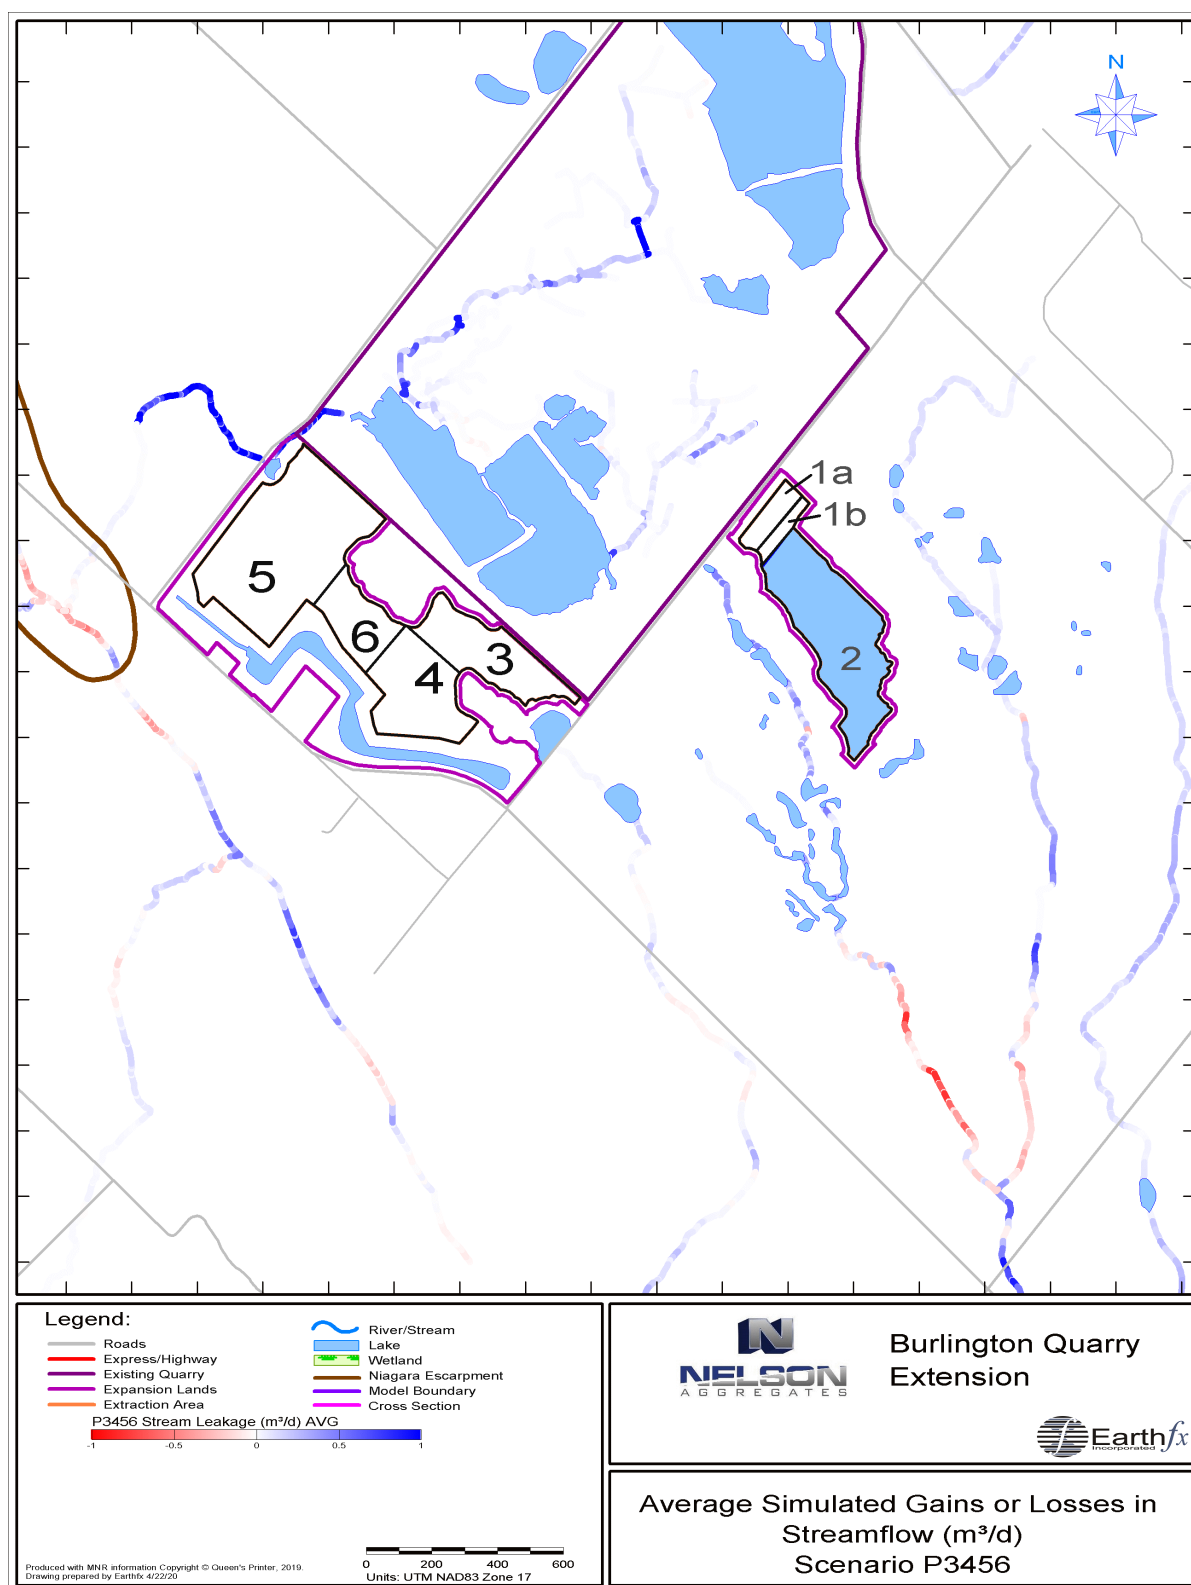 N
1a
1b
2
5
6
3
4
Legend:
Roads
Express/Highway
Existing Quarry
Expansion Lands
Extraction Area
River/Stream
Lake
Wetland
Niagara Escarpment
Model Boundary
Cross Section
P3456 Stream Leakage (m³/d) AVG
-1 -0.5 0 0.5 1
Produced with MNR information Copyright © Queen's Printer, 2019.
Drawing prepared by Earthfx 4/22/20
0 200 400 600
Units: UTM NAD83 Zone 17
N
NELSON
AGGREGATES
Burlington Quarry
Extension
Earthfx
Incorporated
Average Simulated Gains or Losses in
Streamflow (m³/d)
Scenario P3456